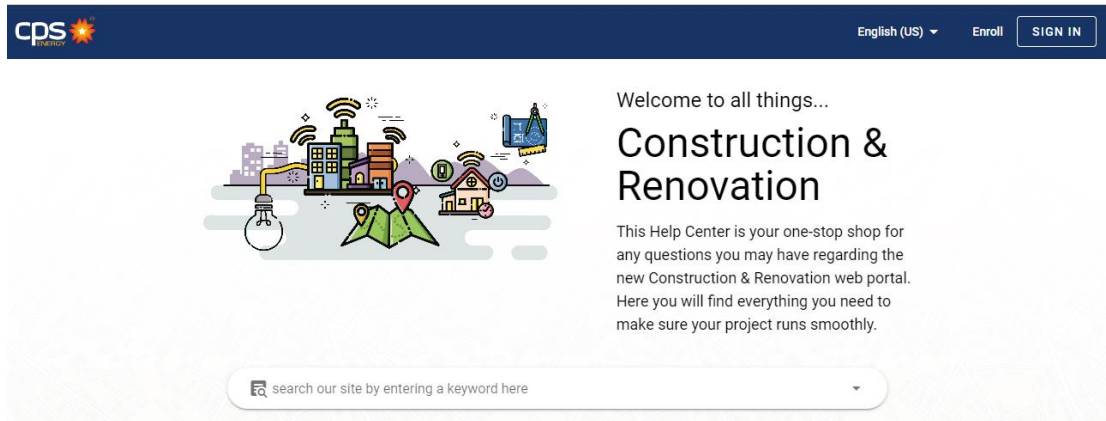 cps
ENERGY
English (US)
Enroll
SIGN IN
Welcome to all things...
Construction &
Renovation
This Help Center is your one-stop shop for
any questions you may have regarding the
new Construction & Renovation web portal.
Here you will find everything you need to
make sure your project runs smoothly.
search our site by entering a keyword here